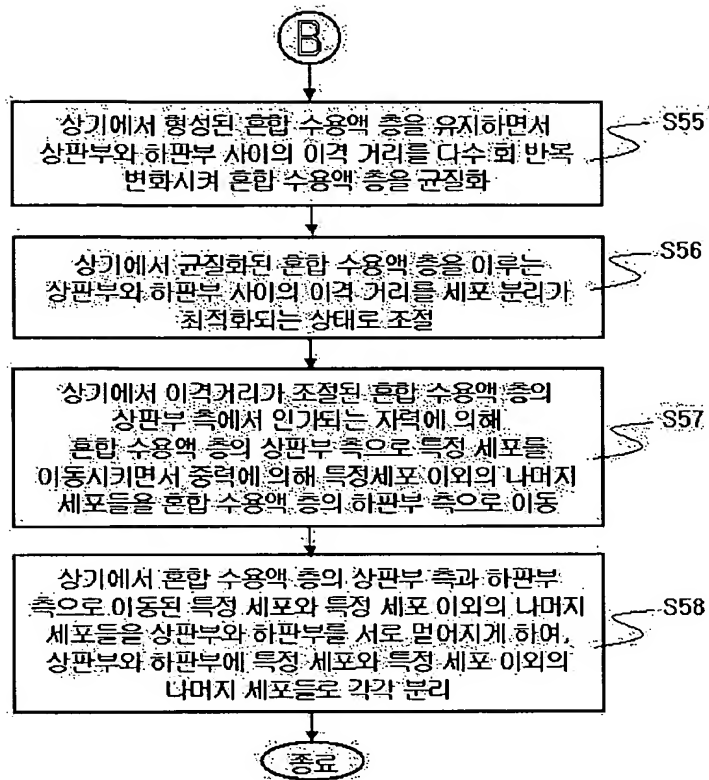 B
상기에서 형성된 혼합 수용액 층을 유지하면서
상판부와 하판부 사이의 이격 거리를 다수 회 반복
변화시켜 혼합 수용액 층을 균질화
S55
상기에서 균질화된 혼합 수용액 층을 이루는
상판부와 하판부 사이의 이격 거리를 세포 분리가
최적화되는 상태로 조절
S56
상기에서 이격거리가 조절된 혼합 수용액 층의
상판부 측에서 인가되는 자력에 의해
혼합 수용액 층의 상판부 측으로 특정 세포를
이동시키면서 중력에 의해 특정세포 이외의 나머지
세포들을 혼합 수용액 층의 하판부 측으로 이동
S57
상기에서 혼합 수용액 층의 상판부 측과 하판부
측으로 이동된 특정 세포와 특정 세포 이외의 나머지
세포들을 상판부와 하판부를 서로 멀어지게 하여,
상판부와 하판부에 특정 세포와 특정 세포 이외의
나머지 세포들로 각각 분리
S58
종료